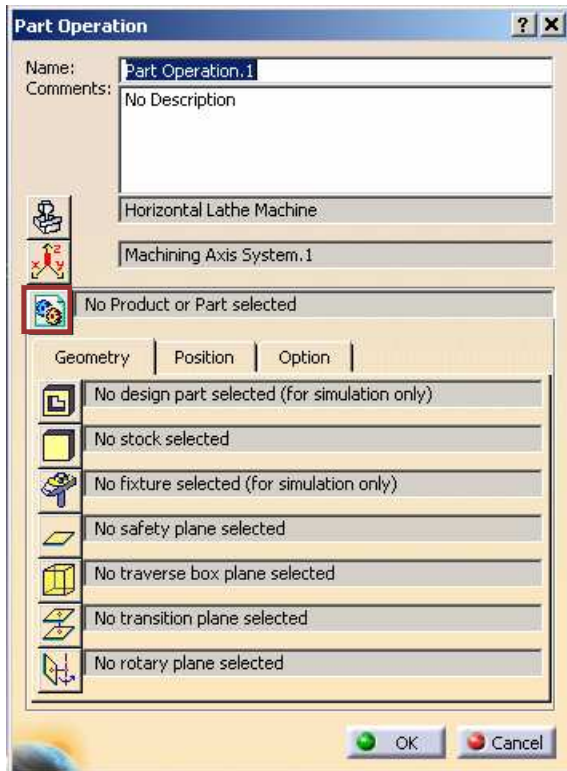 Part Operation
Name:
Part Operation.1
Comments:
No Description
Horizontal Lathe Machine
Machining Axis System.1
No Product or Part selected
Geometry Position Option
No design part selected (for simulation only)
No stock selected
No fixture selected (for simulation only)
No safety plane selected
No traverse box plane selected
No transition plane selected
No rotary plane selected
OK Cancel